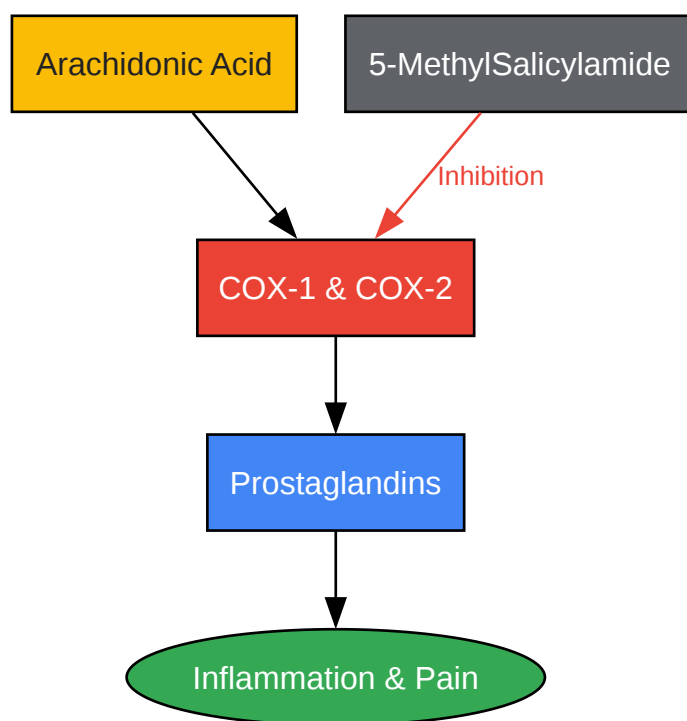 Arachidonic Acid
5-MethylSalicylamide
Inhibition
COX-1 & COX-2
Prostaglandins
Inflammation & Pain